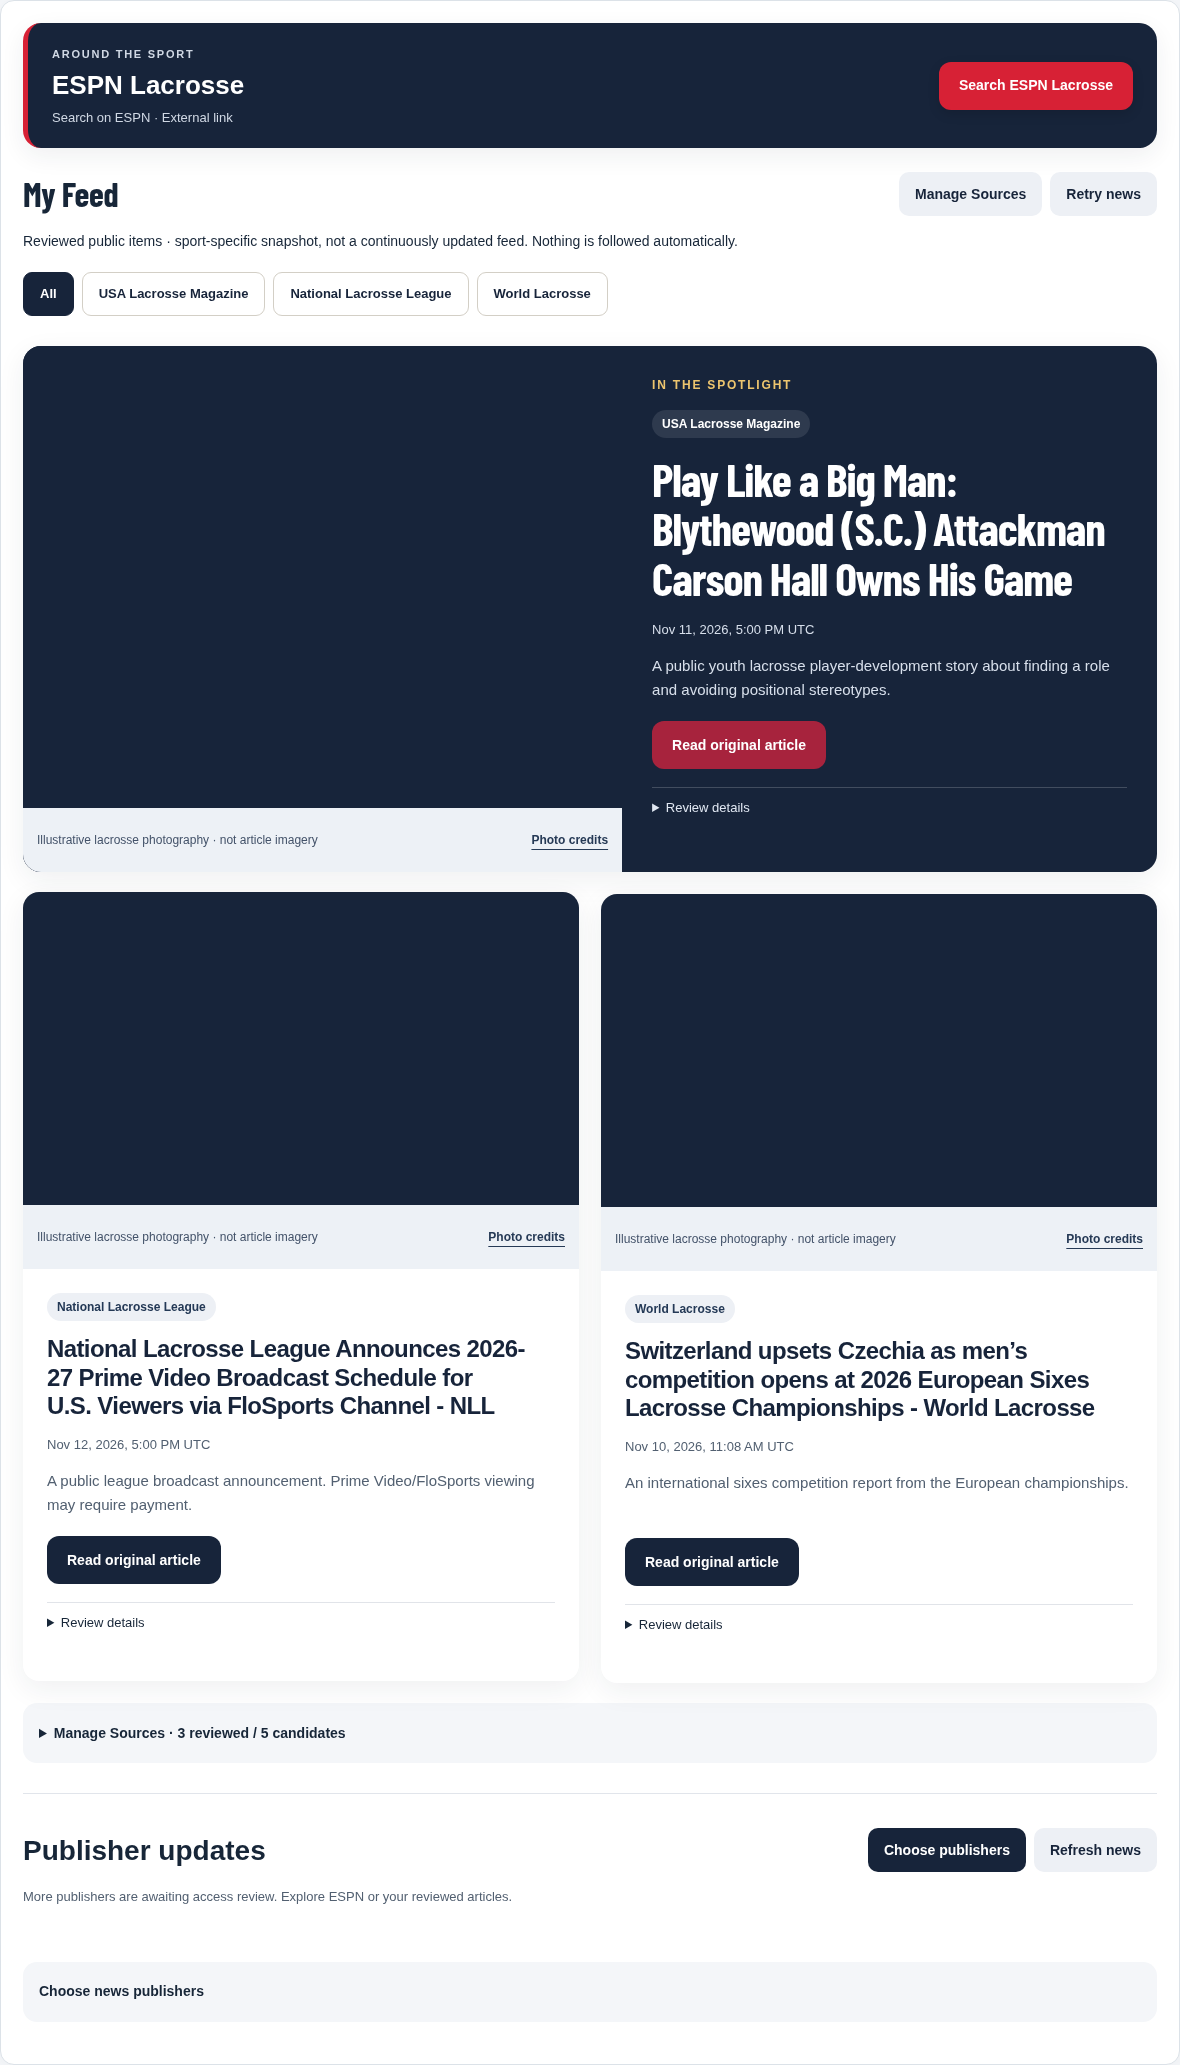 AROUND THE SPORT
ESPN Lacrosse
Search on ESPN · External link
Search ESPN Lacrosse
My Feed
Manage Sources
Retry news
Reviewed public items · sport-specific snapshot, not a continuously updated feed. Nothing is followed automatically.
All
USA Lacrosse Magazine
National Lacrosse League
World Lacrosse
IN THE SPOTLIGHT
USA Lacrosse Magazine
Play Like a Big Man:
Blythewood (S.C.) Attackman
Carson Hall Owns His Game
Nov 11, 2026, 5:00 PM UTC
A public youth lacrosse player-development story about finding a role
and avoiding positional stereotypes.
Read original article
Review details
Illustrative lacrosse photography · not article imagery
Photo credits
Illustrative lacrosse photography · not article imagery
Photo credits
National Lacrosse League
National Lacrosse League Announces 2026-
27 Prime Video Broadcast Schedule for
U.S. Viewers via FloSports Channel - NLL
Nov 12, 2026, 5:00 PM UTC
A public league broadcast announcement. Prime Video/FloSports viewing
may require payment.
Read original article
Review details
Illustrative lacrosse photography · not article imagery
Photo credits
World Lacrosse
Switzerland upsets Czechia as men’s
competition opens at 2026 European Sixes
Lacrosse Championships - World Lacrosse
Nov 10, 2026, 11:08 AM UTC
An international sixes competition report from the European championships.
Read original article
Review details
Manage Sources · 3 reviewed / 5 candidates
Publisher updates
Choose publishers
Refresh news
More publishers are awaiting access review. Explore ESPN or your reviewed articles.
Choose news publishers